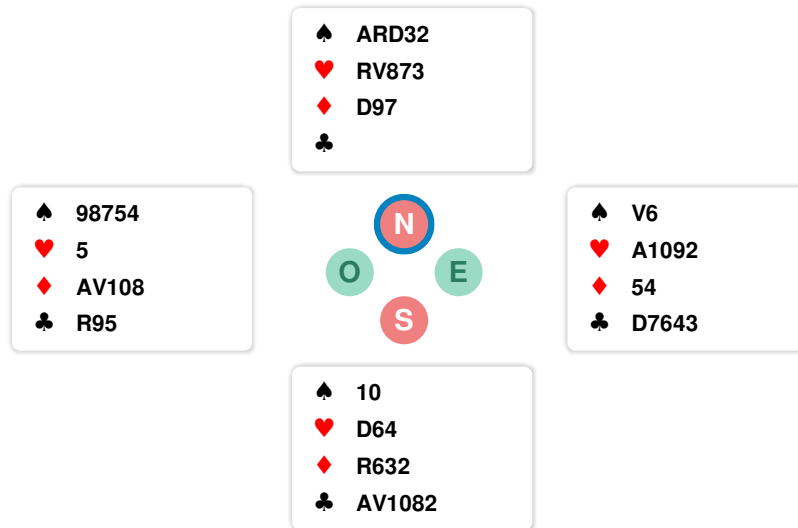 ♠ ARD32
♥ RV873
♦ D97
♣
♠ 98754
♥ 5
♦ AV108
♣ R95
N
O E
S
♠ V6
♥ A1092
♦ 54
♣ D7643
♠ 10
♥ D64
♦ R632
♣ AV1082